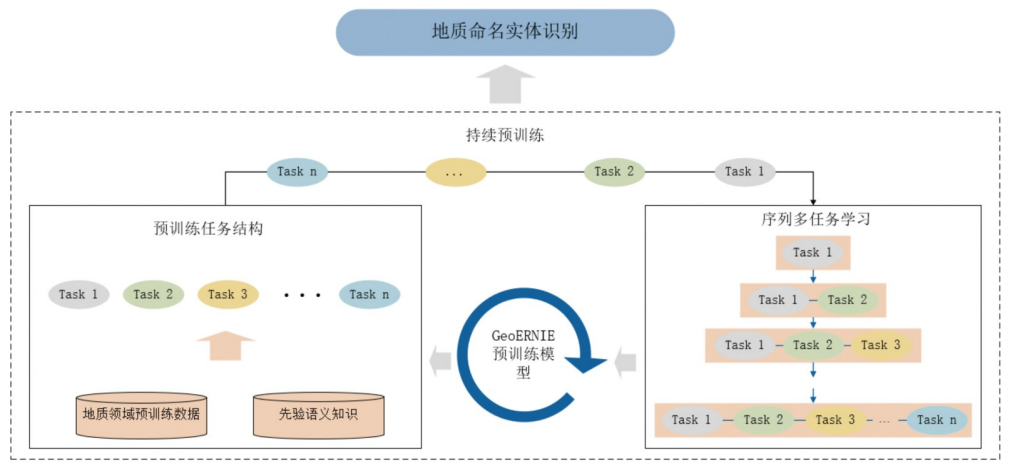 地质命名实体识别
持续预训练
Task n
...
Task 2
Task 1
预训练任务结构
Task 1
Task 2
Task 3
• • •
Task n
地质领域预训练数据
先验语义知识
GeoERNIE
预训练模
型
序列多任务学习
Task 1
Task 1
Task 2
Task 1
Task 2
Task 3
Task 1
Task 2
Task 3
...
Task n